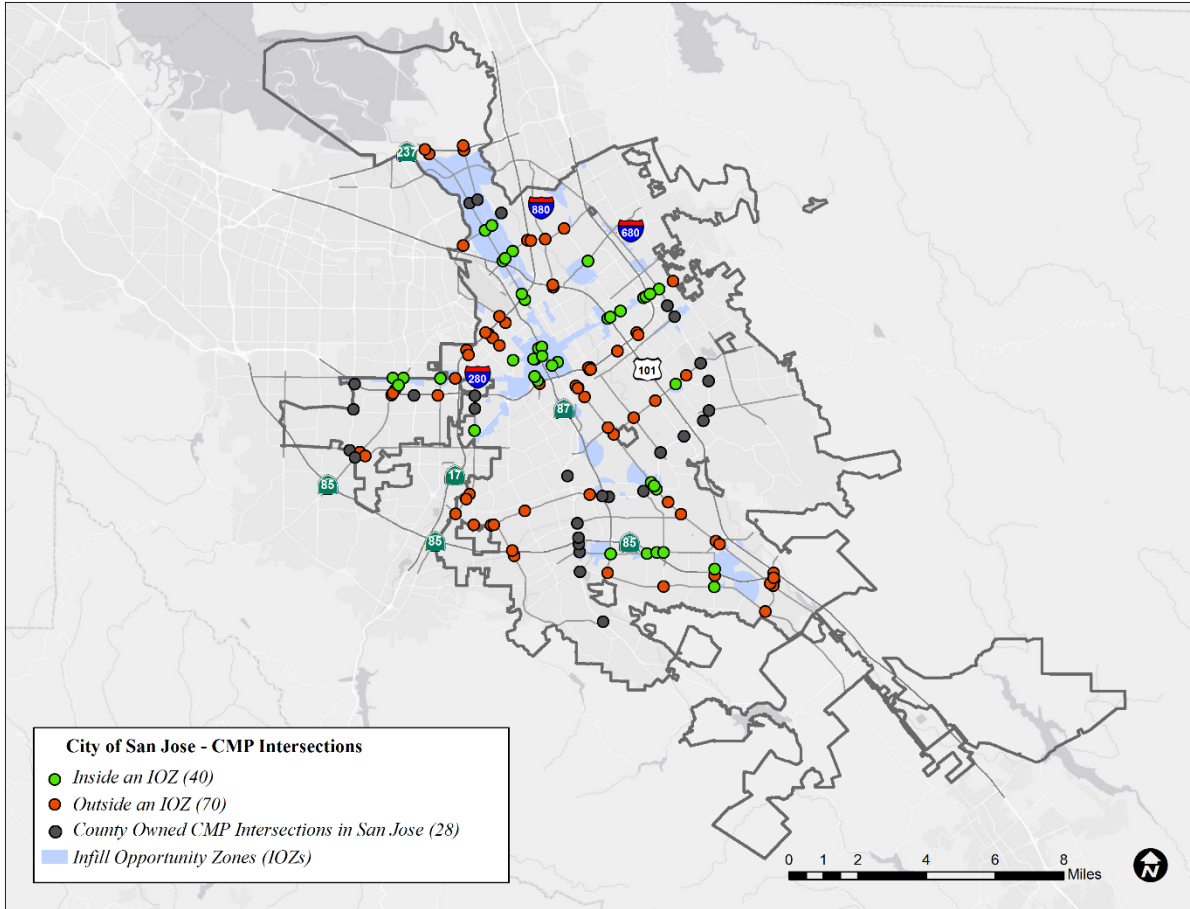 237
880
680
101
280
87
17
85
85
85
City of San Jose - CMP Intersections
Inside an IOZ (40)
Outside an IOZ (70)
County Owned CMP Intersections in San Jose (28)
Infill Opportunity Zones (IOZs)
0 1 2 4 6 8
Miles
N